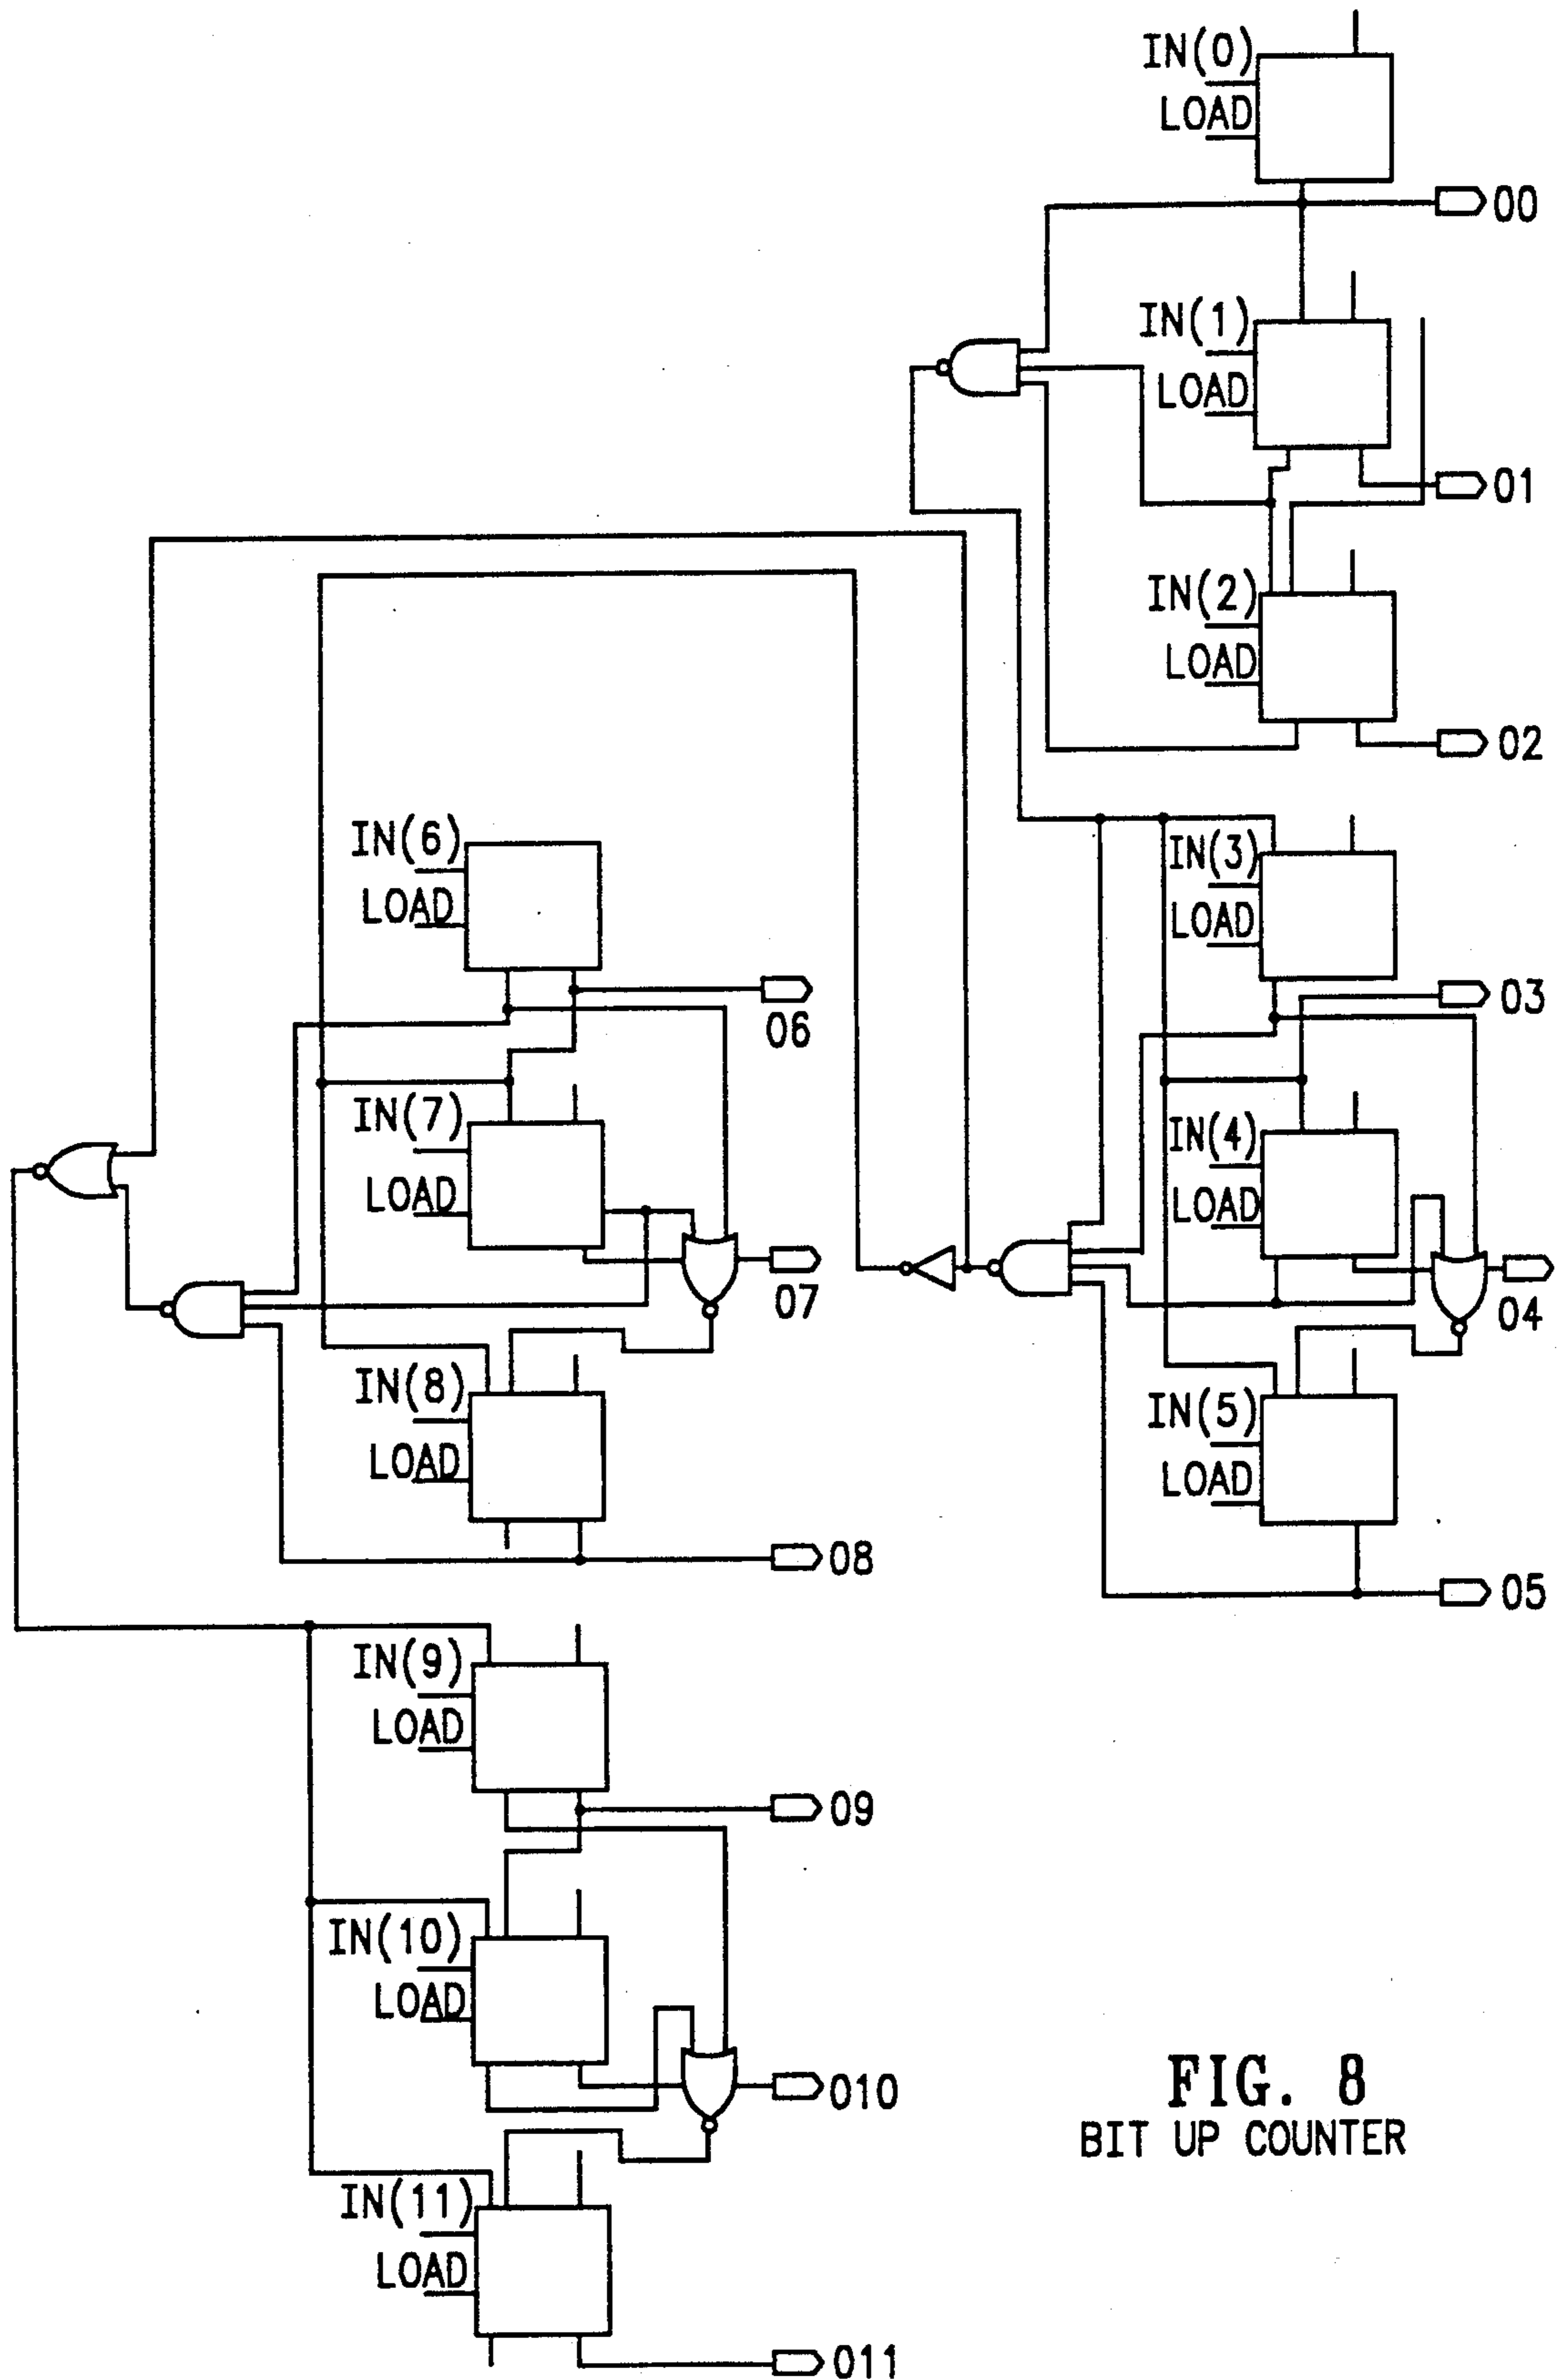 IN(0)
LOAD
00
IN(1)
LOAD
01
IN(2)
LOAD
02
IN(3)
LOAD
03
IN(4)
LOAD
04
IN(5)
LOAD
05
IN(6)
LOAD
06
IN(7)
LOAD
07
IN(8)
LOAD
08
IN(9)
LOAD
09
IN(10)
LOAD
010
IN(11)
LOAD
011
FIG. 8
BIT UP COUNTER